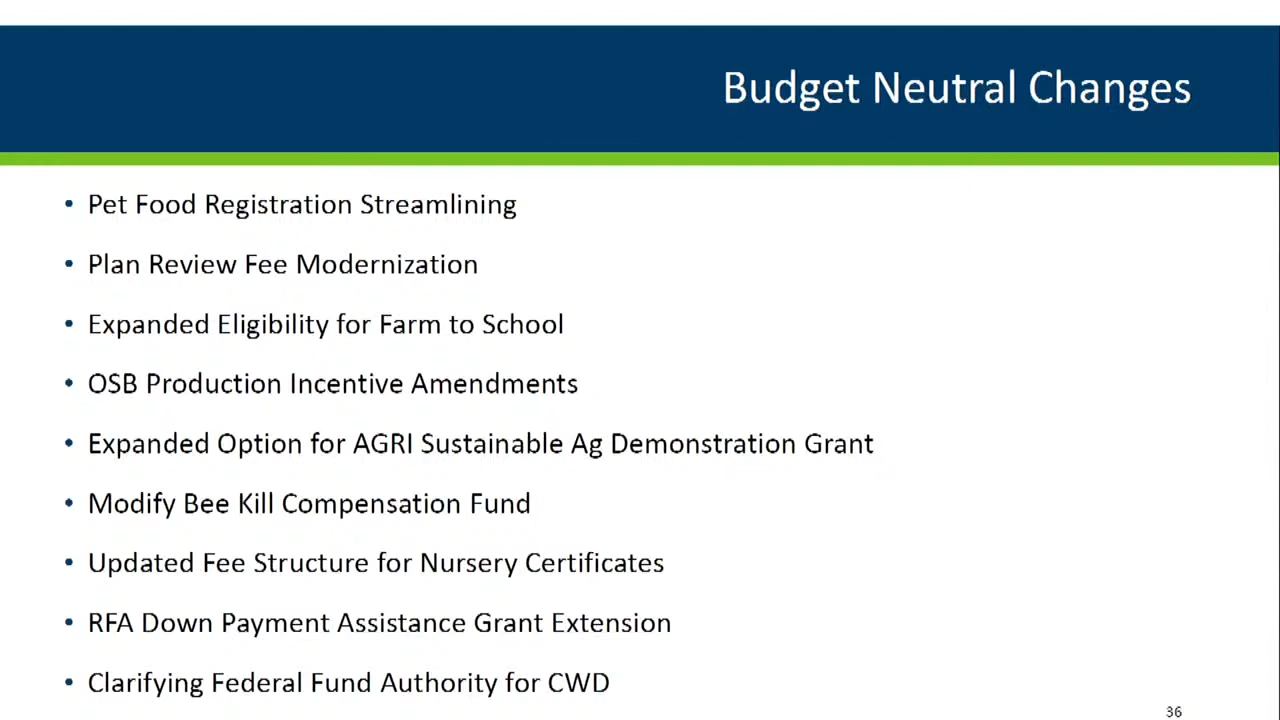 Budget Neutral Changes
• Pet Food Registration Streamlining
• Plan Review Fee Modernization
• Expanded Eligibility for Farm to School
• OSB Production Incentive Amendments
• Expanded Option for AGRI Sustainable Ag Demonstration Grant
• Modify Bee Kill Compensation Fund
• Updated Fee Structure for Nursery Certificates
• RFA Down Payment Assistance Grant Extension
• Clarifying Federal Fund Authority for CWD
36